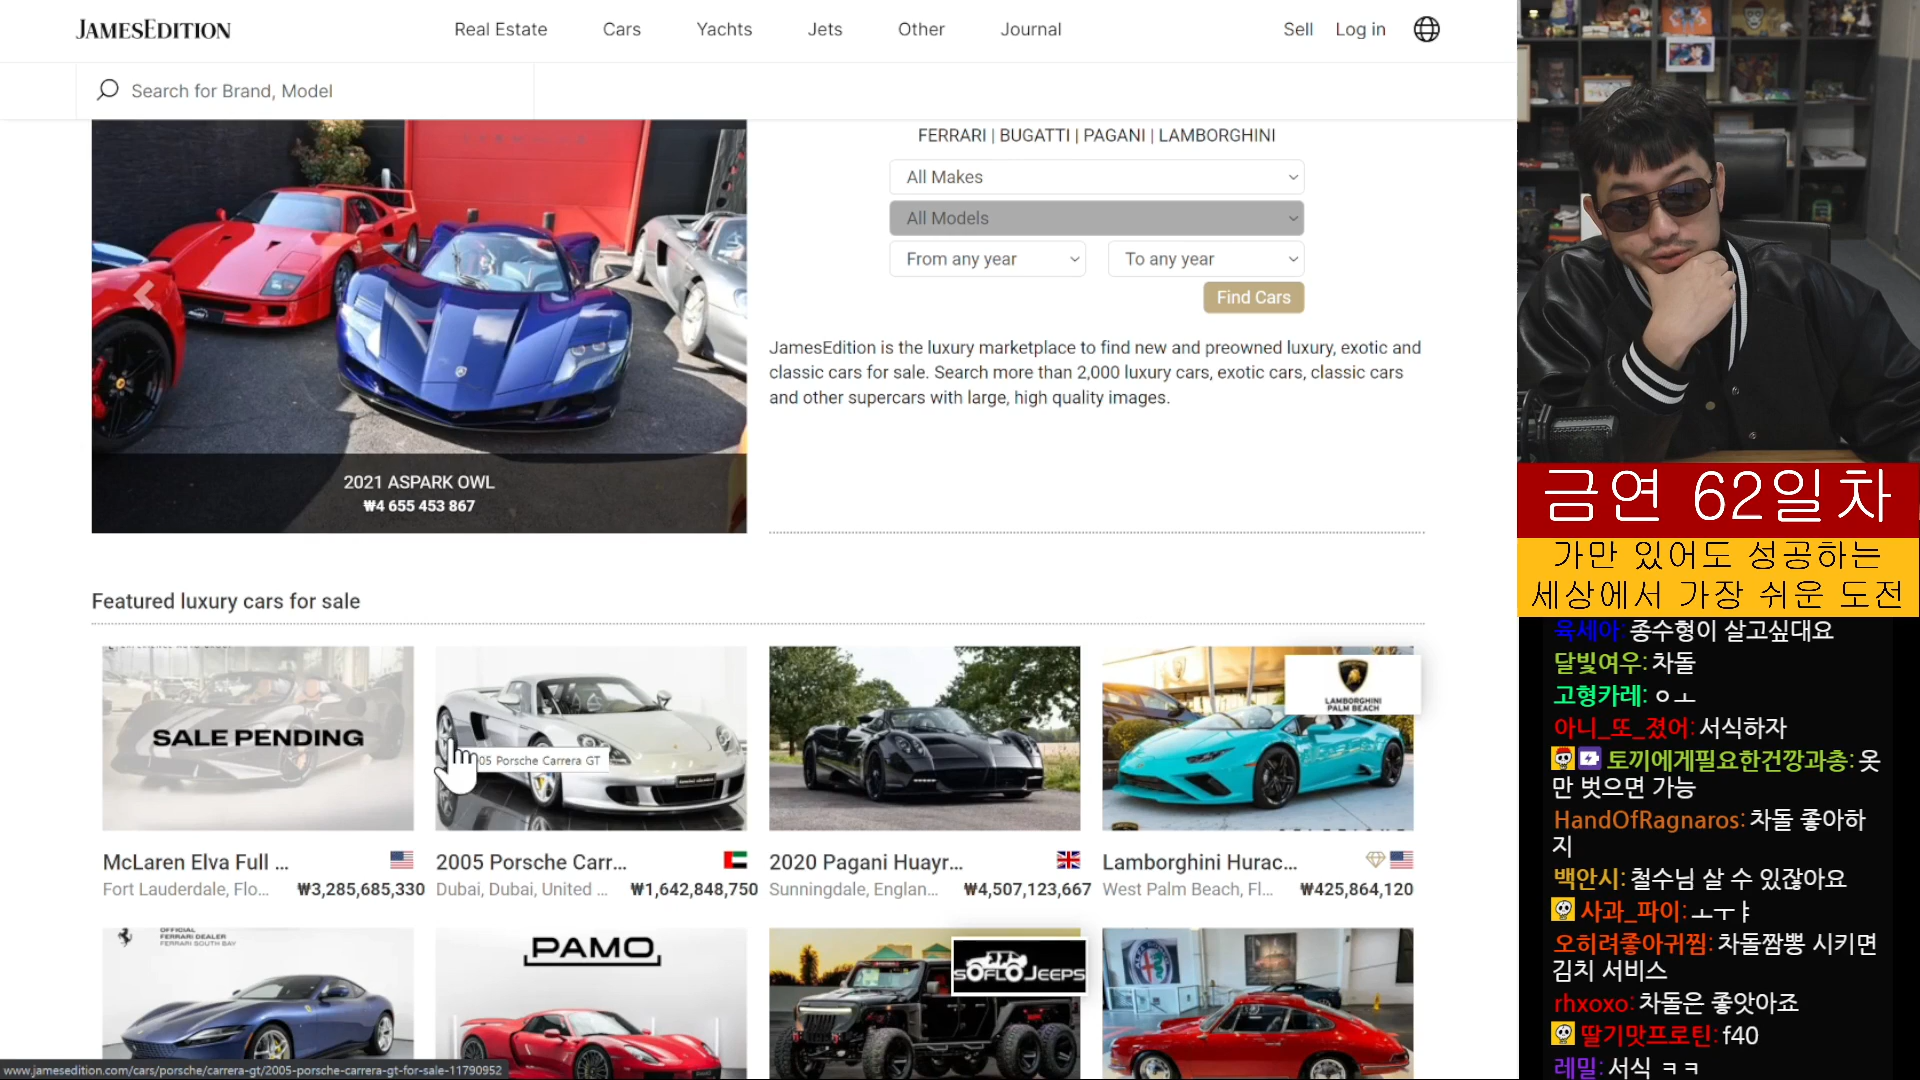 JAMESEDITION
Real Estate
Cars
Yachts
Jets
Other
Journal
Sell
Log in
Search for Brand, Model
FERRARI | BUGATTI | PAGANI | LAMBORGHINI
All Makes
All Models
From any year
To any year
Find Cars
JamesEdition is the luxury marketplace to find new and preowned luxury, exotic and
classic cars for sale. Search more than 2,000 luxury cars, exotic cars, classic cars
and other supercars with large, high quality images.
2021 ASPARK OWL
₩4 655 453 867
Featured luxury cars for sale
SALE PENDING
05 Porsche Carrera GT
LAMBORGHINI
PALM BEACH
McLaren Elva Full ...
Fort Lauderdale, Flo...
₩3,285,685,330
2005 Porsche Carr...
Dubai, Dubai, United ...
₩1,642,848,750
2020 Pagani Huayr...
Sunningdale, Englan...
₩4,507,123,667
Lamborghini Hurac...
West Palm Beach, Fl...
₩425,864,120
OFFICIAL
FERRARI DEALER
FERRARI SOUTH BAY
PAMO
SOFLO JEEPS
www.jamesedition.com/cars/porsche/carrera-gt/2005-porsche-carrera-gt-for-sale-11790952
금연 62일차
가만 있어도 성공하는
세상에서 가장 쉬운 도전
육세아: 종수형이 살고싶대요
달빛여우: 차돌
고형카레: ㅇㅗ
아니_또_졌어: 서식하자
토끼에게필요한건깡과총: 옷
만 벗으면 가능
HandOfRagnaros: 차돌 좋아하
지
백안시: 철수님 살 수 있잖아요
사과_파이: ㅗㅜㅑ
오히려좋아귀찜: 차돌짬뽕 시키면
김치 서비스
rhxoxo: 차돌은 좋앗아죠
딸기맛프로틴: f40
레밀: 서식 ㅋㅋ